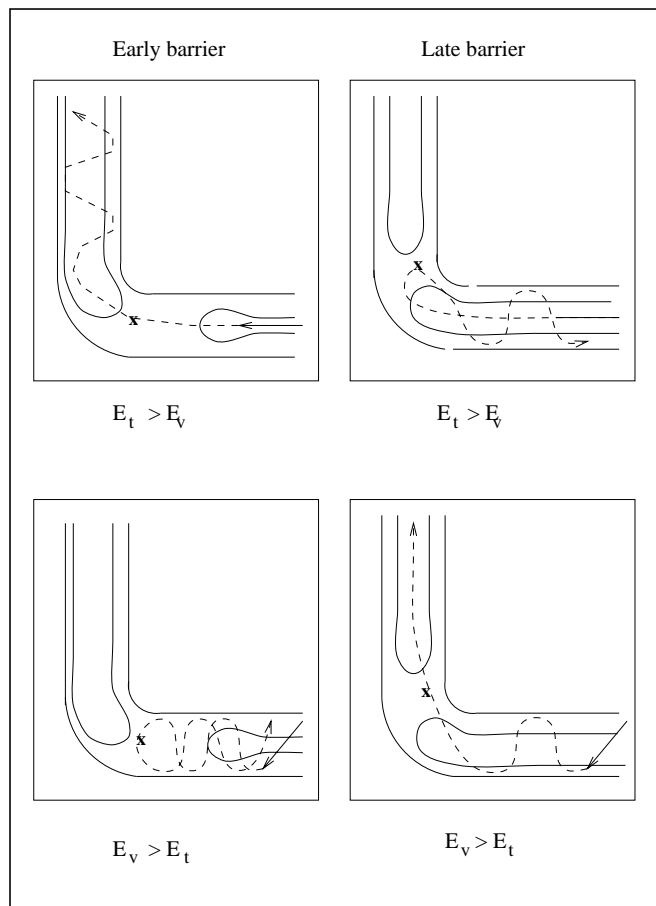 Early barrier
Late barrier
x
x
E_t > E_v
E_t > E_v
x
x
E_v > E_t
E_v > E_t